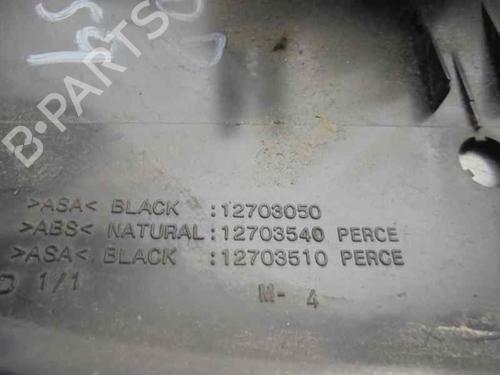 B-PARTS
>ASA< BLACK :12703050
>ABS< NATURAL:12703540 PERCE
>ASA< BLACK :12703510 PERCE
1/1
M- 4